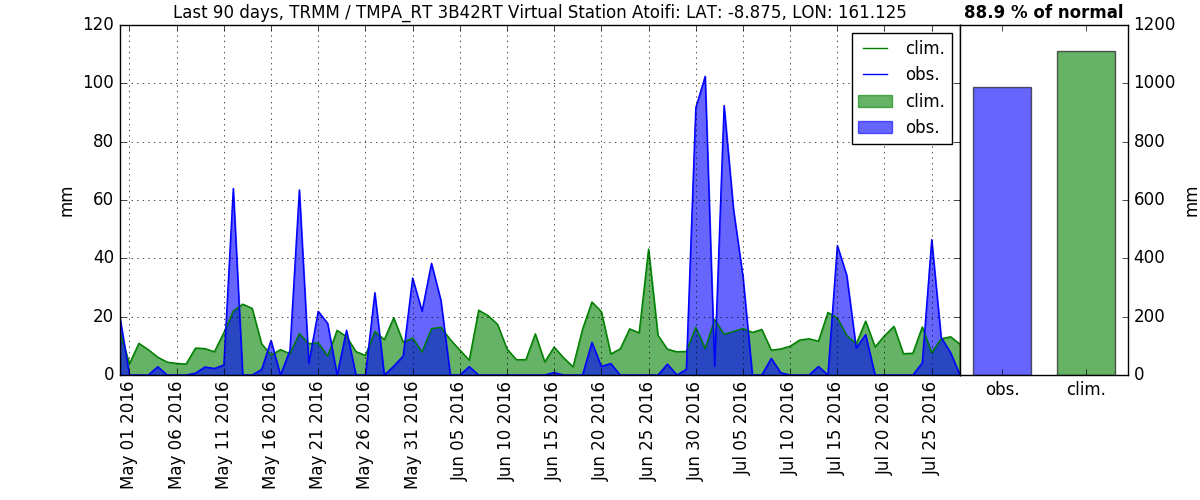 Last 90 days, TRMM / TMPA_RT 3B42RT Virtual Station Atoifi: LAT: -8.875, LON: 161.125
88.9 % of normal
120
100
80
60
40
20
0
mm
clim.
obs.
clim.
obs.
1200
1000
800
600
400
200
0
mm
May 01 2016
May 06 2016
May 11 2016
May 16 2016
May 21 2016
May 26 2016
May 31 2016
Jun 05 2016
Jun 10 2016
Jun 15 2016
Jun 20 2016
Jun 25 2016
Jun 30 2016
Jul 05 2016
Jul 10 2016
Jul 15 2016
Jul 20 2016
Jul 25 2016
obs.
clim.